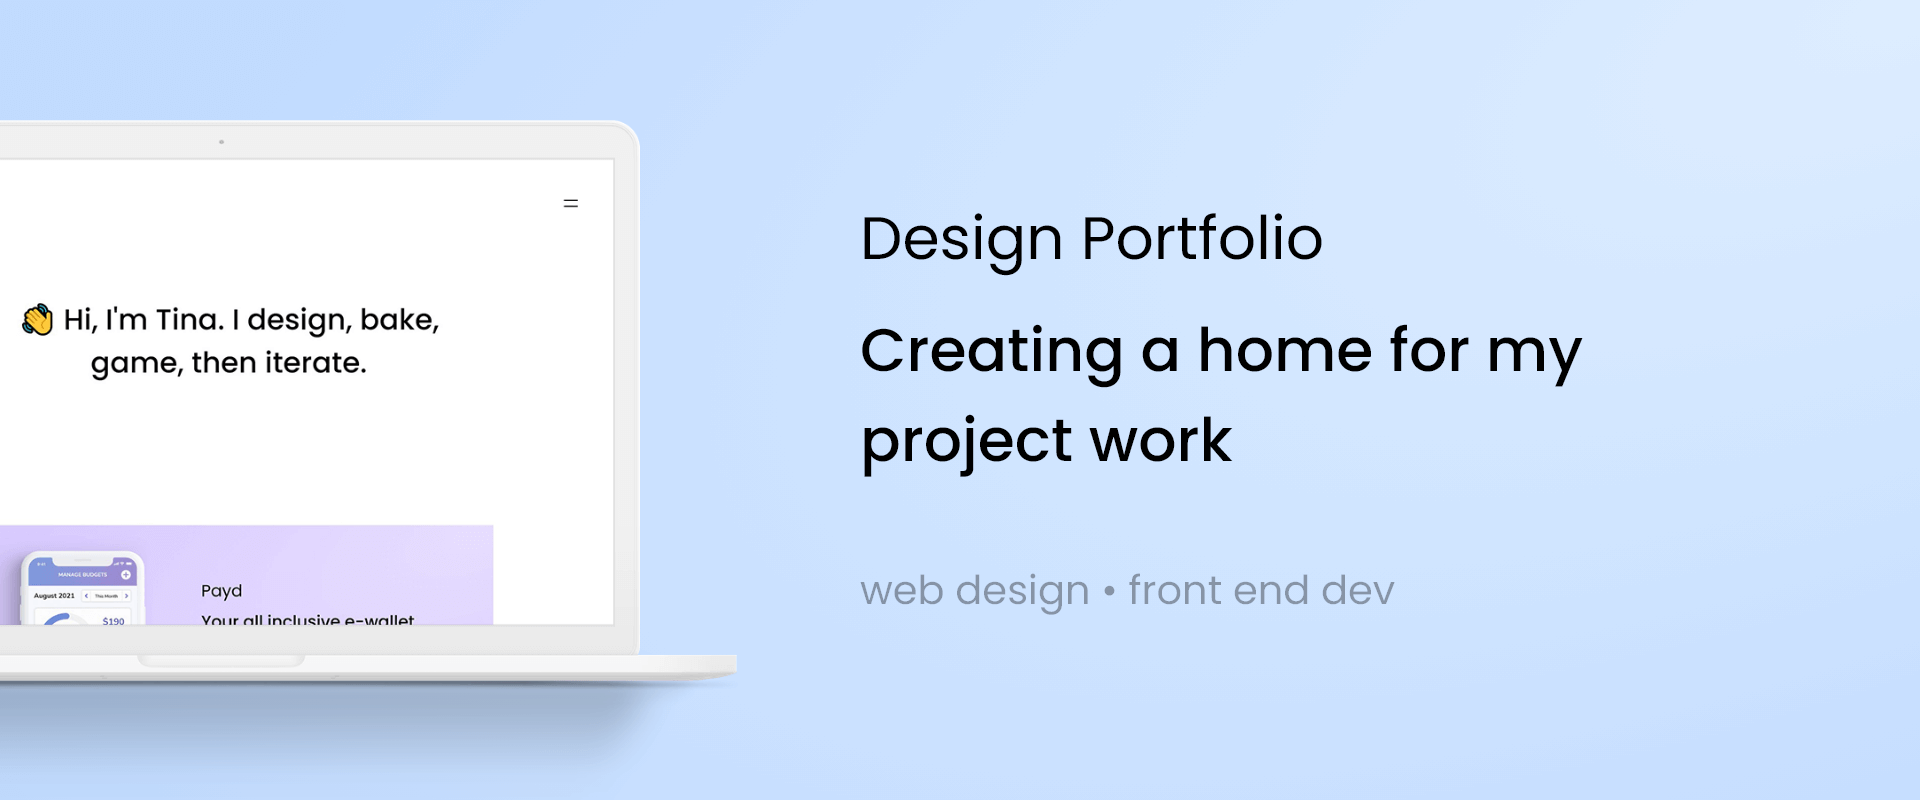 👋 Hi, I'm Tina. I design, bake,
game, then iterate.
MANAGE BUDGETS
August 2021
This Month
$190
Payd
Your all inclusive e-wallet
Design Portfolio
Creating a home for my
project work
web design • front end dev